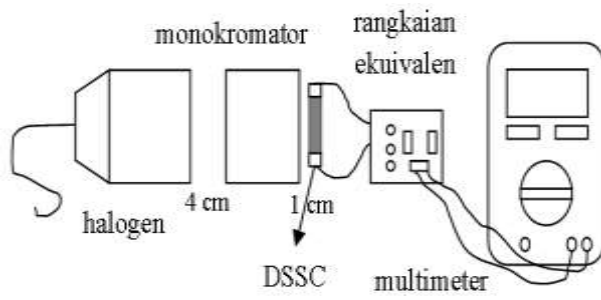 monokromator
rangkaian
ekuivalen
4 cm
1 cm
halogen
DSSC
multimeter